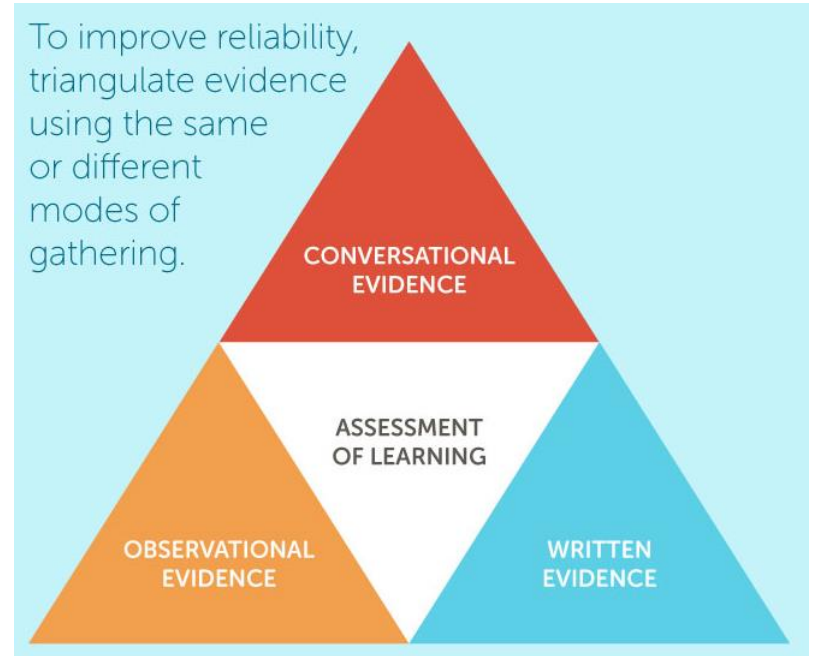 To improve reliability,
triangulate evidence
using the same
or different
modes of
gathering.
CONVERSATIONAL
EVIDENCE
ASSESSMENT
OF LEARNING
OBSERVATIONAL
EVIDENCE
WRITTEN
EVIDENCE